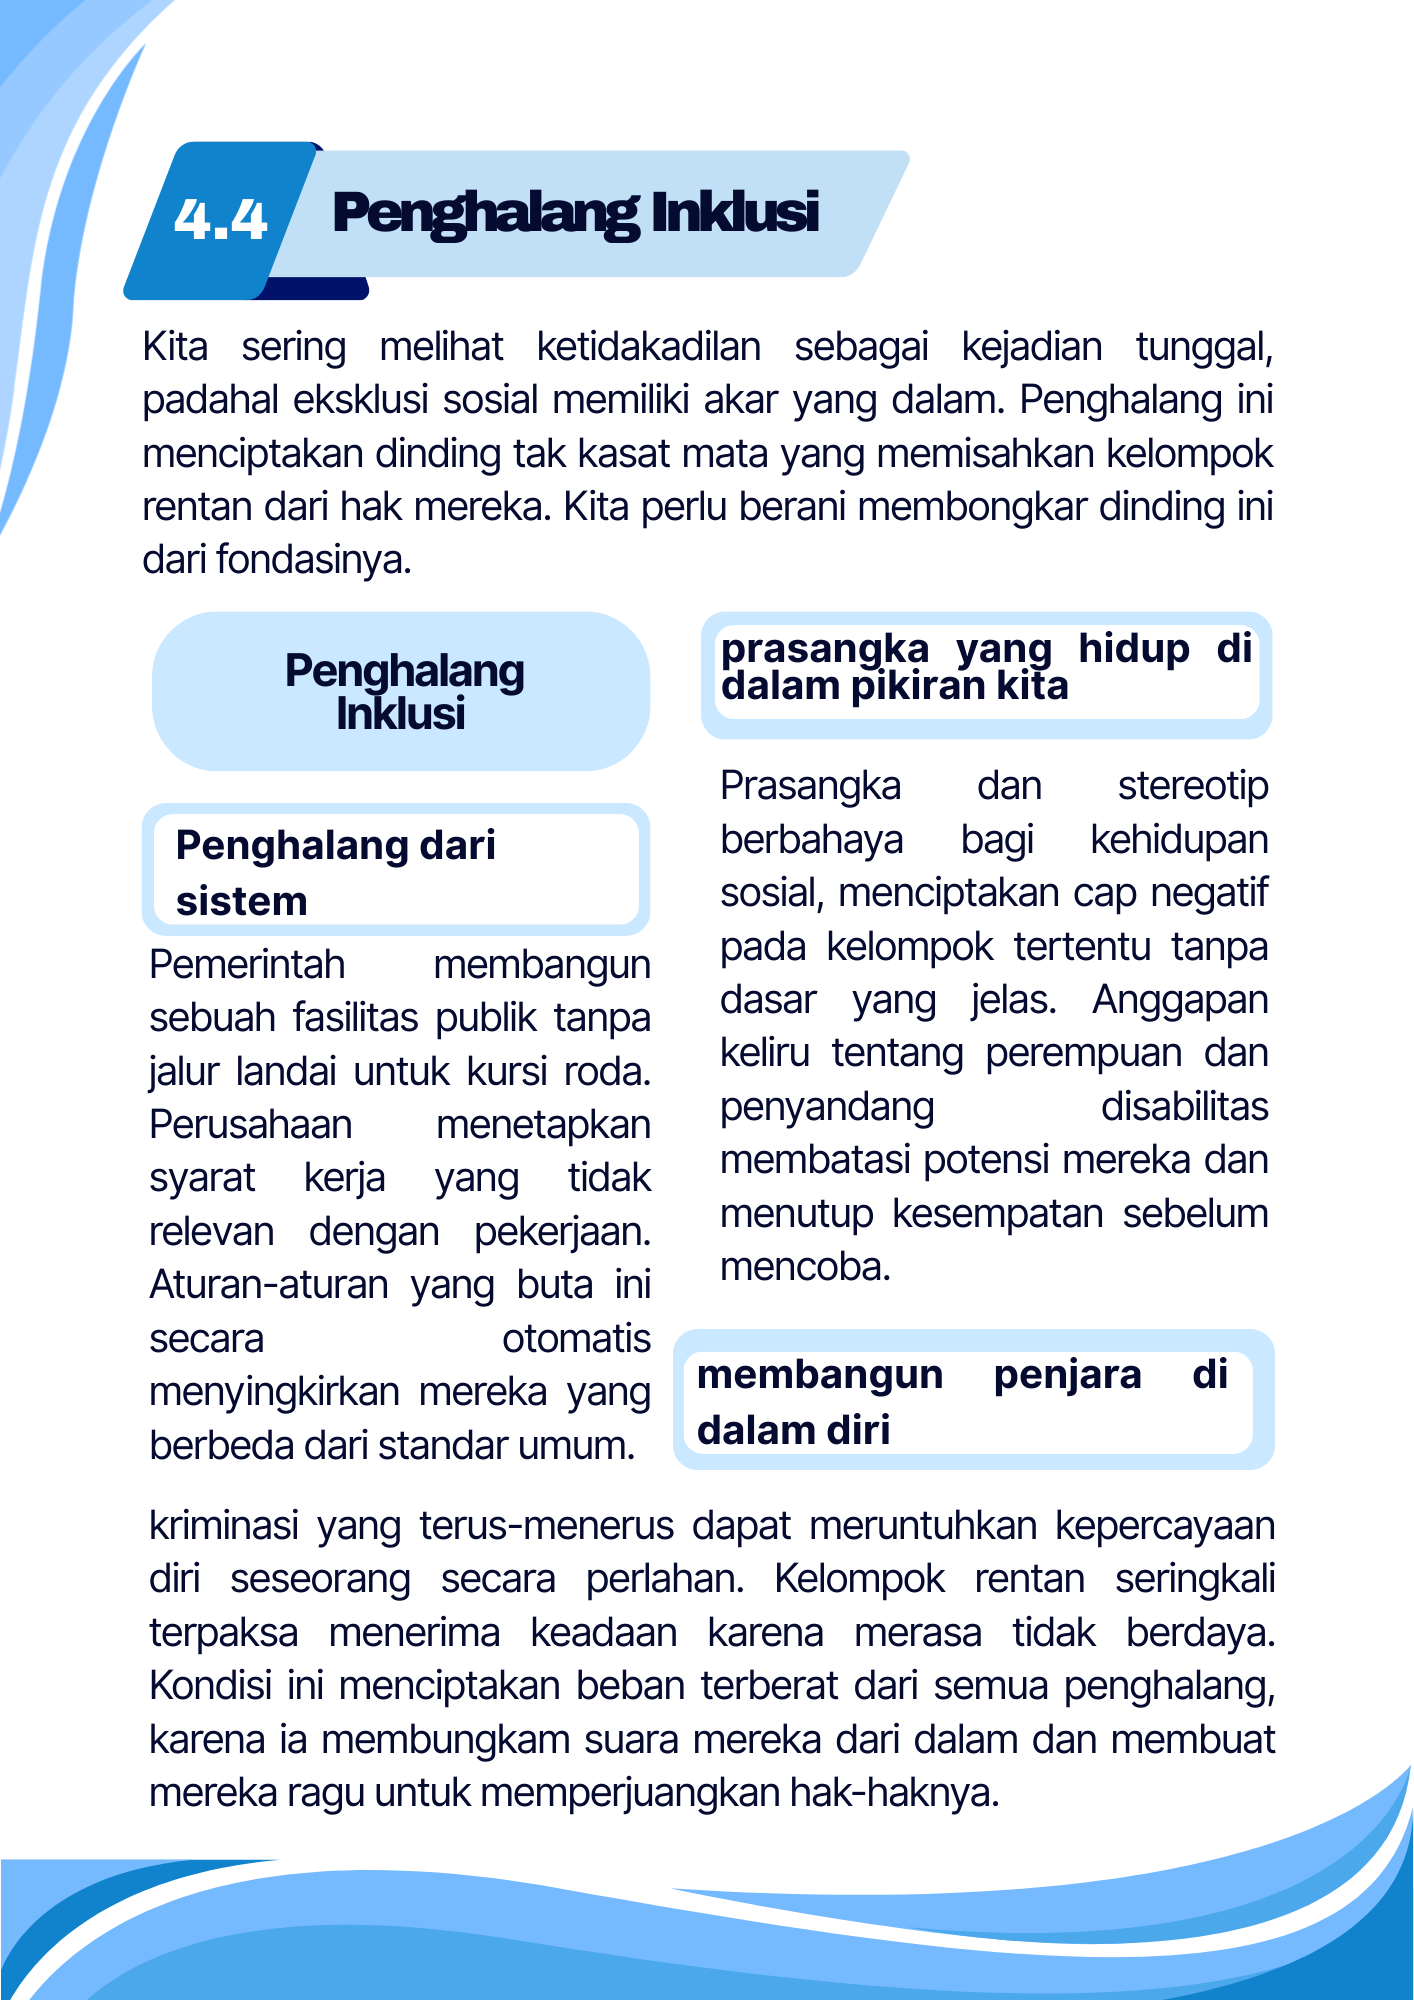 4.4 Penghalang Inklusi
Kita sering melihat ketidakadilan sebagai kejadian tunggal,
padahal eksklusi sosial memiliki akar yang dalam. Penghalang ini
menciptakan dinding tak kasat mata yang memisahkan kelompok
rentan dari hak mereka. Kita perlu berani membongkar dinding ini
dari fondasinya.
Penghalang
Inklusi
Penghalang dari
sistem
Pemerintah membangun
sebuah fasilitas publik tanpa
jalur landai untuk kursi roda.
Perusahaan menetapkan
syarat kerja yang tidak
relevan dengan pekerjaan.
Aturan-aturan yang buta ini
secara otomatis
menyingkirkan mereka yang
berbeda dari standar umum.
prasangka yang hidup di
dalam pikiran kita
Prasangka dan stereotip
berbahaya bagi kehidupan
sosial, menciptakan cap negatif
pada kelompok tertentu tanpa
dasar yang jelas. Anggapan
keliru tentang perempuan dan
penyandang disabilitas
membatasi potensi mereka dan
menutup kesempatan sebelum
mencoba.
membangun penjara di
dalam diri
kriminasi yang terus-menerus dapat meruntuhkan kepercayaan
diri seseorang secara perlahan. Kelompok rentan seringkali
terpaksa menerima keadaan karena merasa tidak berdaya.
Kondisi ini menciptakan beban terberat dari semua penghalang,
karena ia membungkam suara mereka dari dalam dan membuat
mereka ragu untuk memperjuangkan hak-haknya.